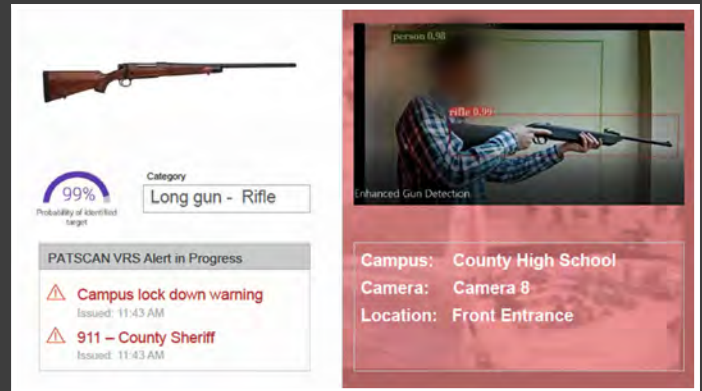 99%
Probability of identified
target
Category
Long gun - Rifle
PATSCAN VRS Alert in Progress
Campus lock down warning
Issued: 11:43 AM
911 – County Sheriff
Issued: 11:43 AM
person 0.98
rifle 0.99
Enhanced Gun Detection
Campus: County High School
Camera: Camera 8
Location: Front Entrance